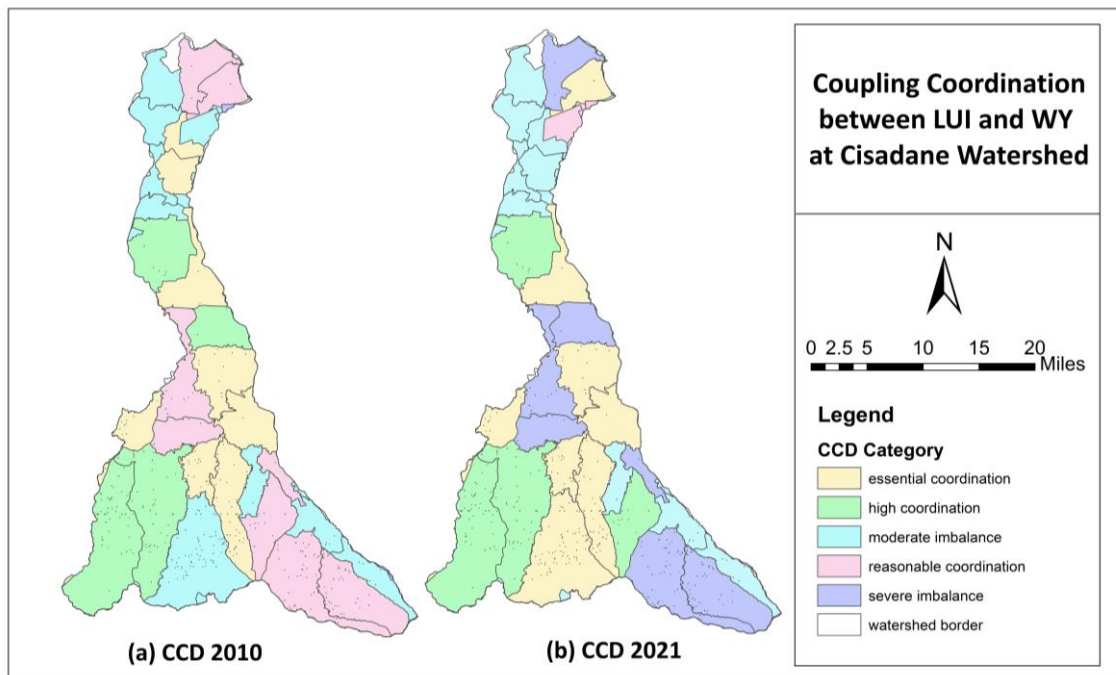 Coupling Coordination
between LUI and WY
at Cisadane Watershed
N
0 2.5 5 10 15 20
Miles
Legend
CCD Category
essential coordination
high coordination
moderate imbalance
reasonable coordination
severe imbalance
watershed border
(a) CCD 2010
(b) CCD 2021